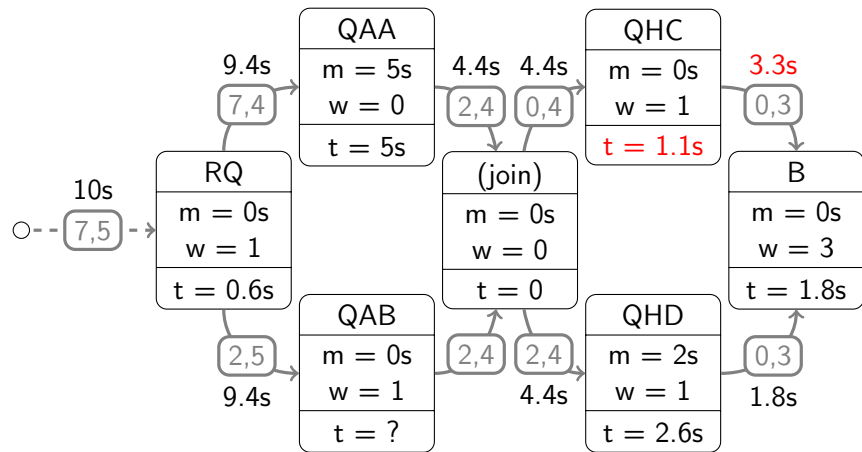 QAA
m = 5s
w = 0
t = 5s
QHC
m = 0s
w = 1
t = 1.1s
9.4s
7,4
4.4s
2,4
4.4s
0,4
3.3s
0,3
10s
7,5
RQ
m = 0s
w = 1
t = 0.6s
(join)
m = 0s
w = 0
t = 0
B
m = 0s
w = 3
t = 1.8s
2,5
9.4s
QAB
m = 0s
w = 1
t = ?
2,4
2,4
4.4s
QHD
m = 2s
w = 1
t = 2.6s
0,3
1.8s